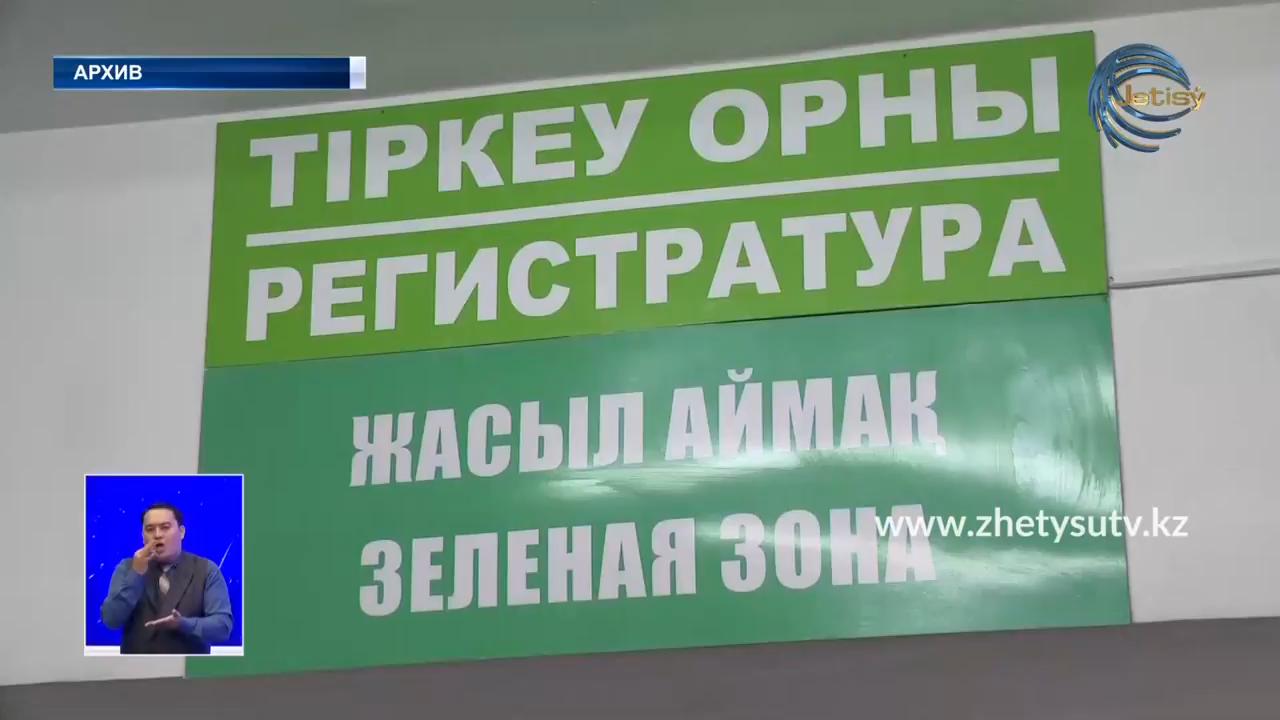 АРХИВ
Jetisý
ТІРКЕУ ОРНЫ
РЕГИСТРАТУРА
ЖАСЫЛ АЙМАҚ
ЗЕЛЕНАЯ ЗОНА
www.zhetysutv.kz